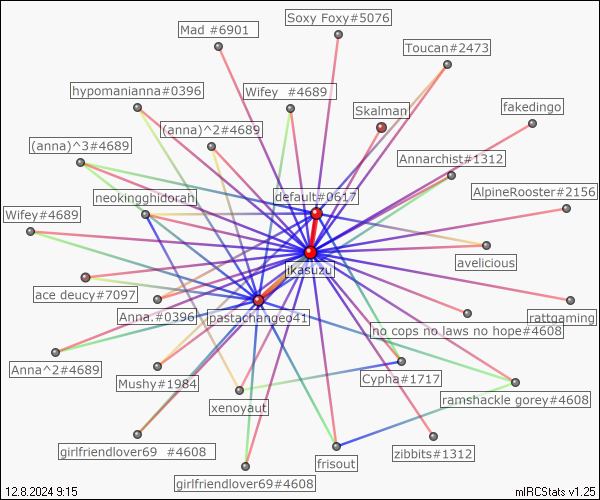 Soxy Foxy#5076
Mad #6901
Toucan#2473
hypomanianna#0396
Wifey  #4689
Skalman
fakedingo
(anna)^2#4689
(anna)^3#4689
Annarchist#1312
AlpineRooster#2156
neokingghidorah
default#0617
Wifey#4689
avelicious
ikasuzu
ace deucy#7097
Anna.#0396
pastachangeo41
rattgaming
no cops no laws no hope#4608
Anna^2#4689
Mushy#1984
Cypha#1717
ramshackle gorey#4608
xenoyaut
girlfriendlover69  #4608
zibbits#1312
frisout
girlfriendlover69#4608
12.8.2024 9:15
mIRCStats v1.25